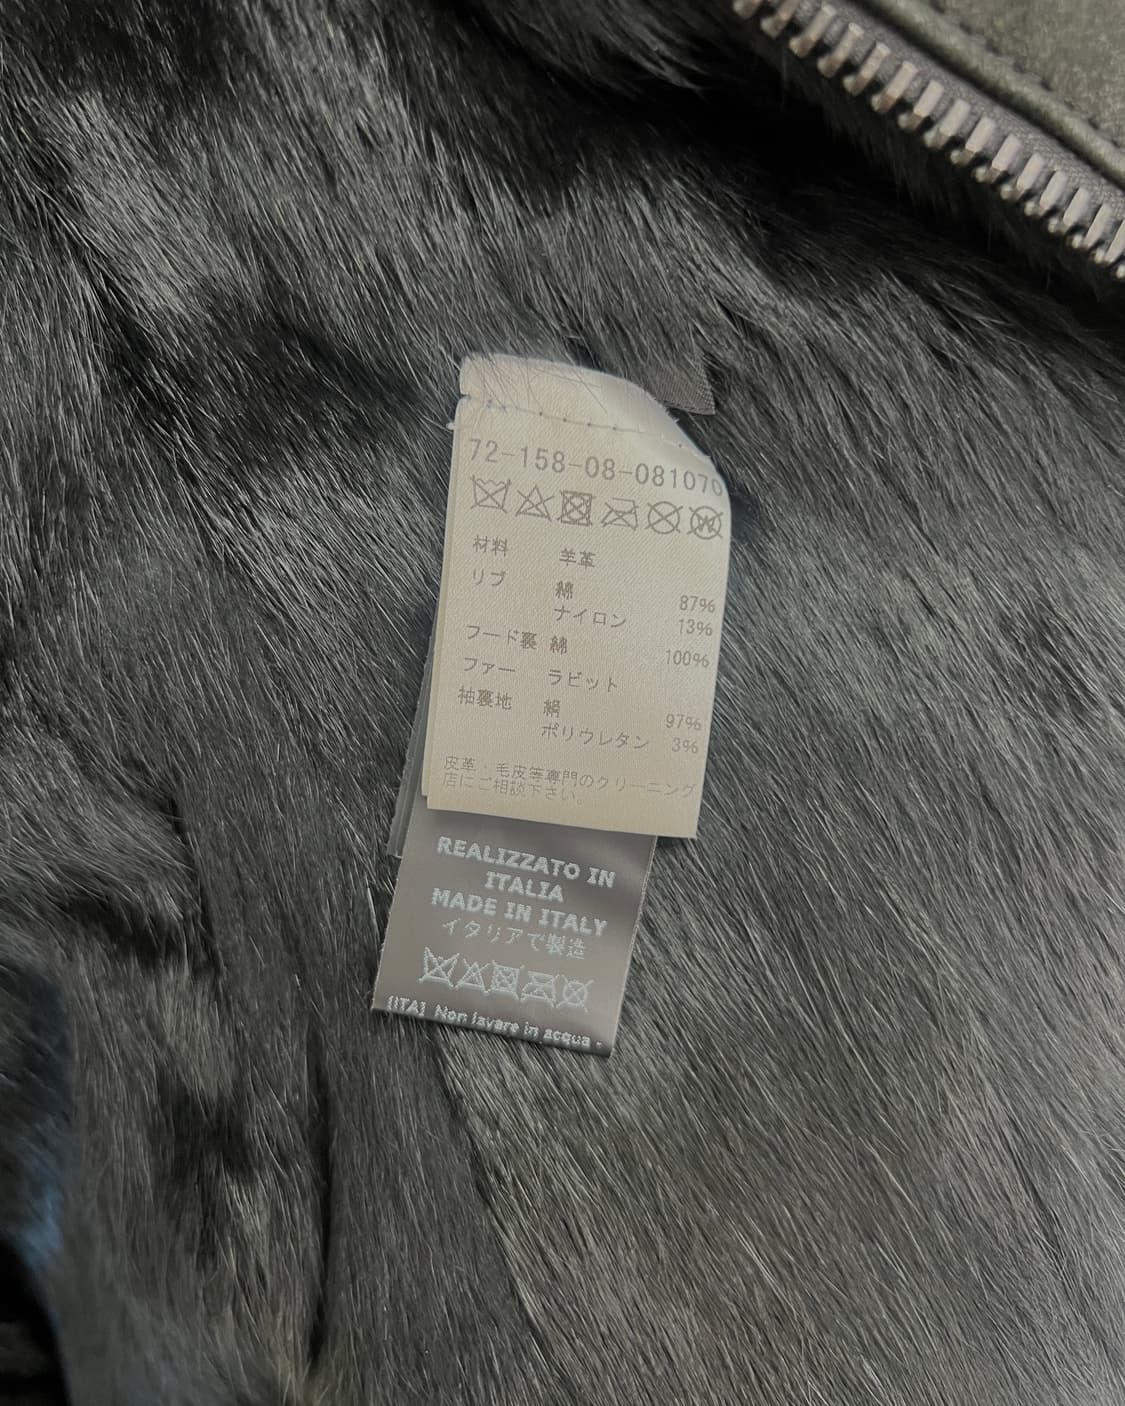 72-158-08-081070
材料 羊革
リブ 綿 87%
ナイロン 13%
フード裏 綿 100%
ファー ラビット
袖裏地 絹 97%
ポリウレタン 3%
皮革・毛皮等専門のクリーニング
店にご相談下さい。
REALIZZATO IN
ITALIA
MADE IN ITALY
イタリアで製造
[ITA] Non lavare in acqua -